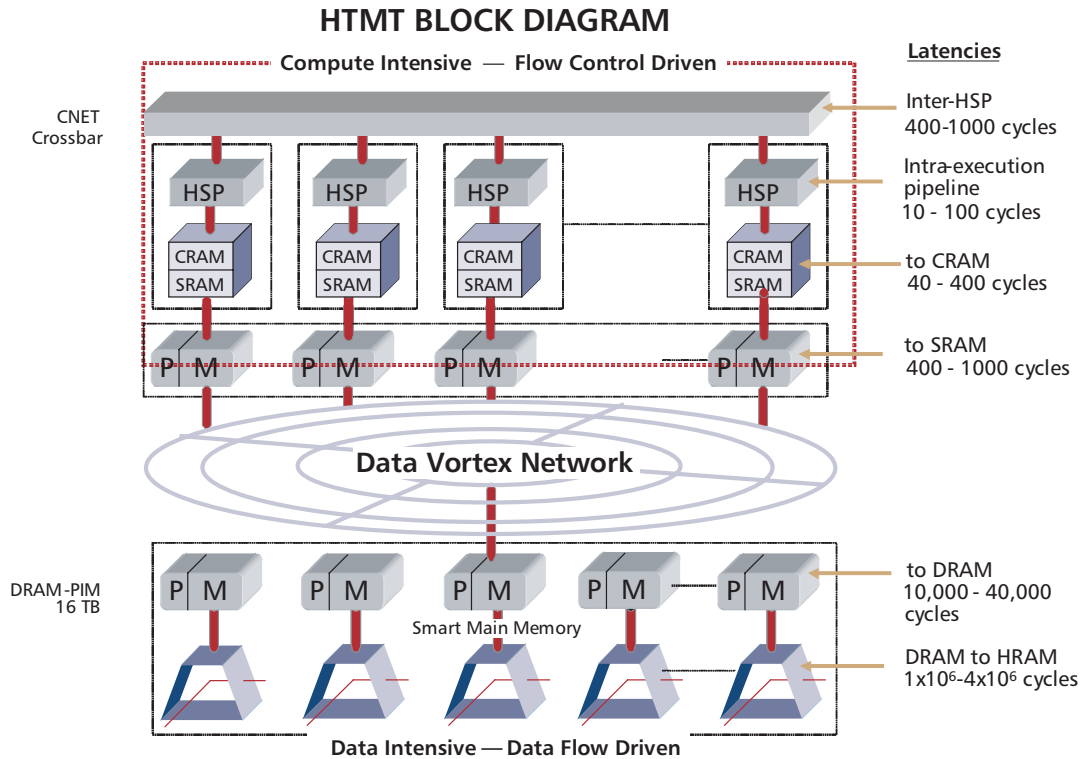 HTMT BLOCK DIAGRAM
Compute Intensive — Flow Control Driven
Latencies
CNET
Crossbar
Inter-HSP
400-1000 cycles
HSP
HSP
HSP
HSP
Intra-execution
pipeline
10 - 100 cycles
CRAM
CRAM
CRAM
CRAM
SRAM
SRAM
SRAM
SRAM
to CRAM
40 - 400 cycles
P M
P M
P M
P M
to SRAM
400 - 1000 cycles
Data Vortex Network
DRAM-PIM
16 TB
P M
P M
P M
P M
P M
to DRAM
10,000 - 40,000
cycles
Smart Main Memory
DRAM to HRAM
1x10⁶-4x10⁶ cycles
Data Intensive — Data Flow Driven